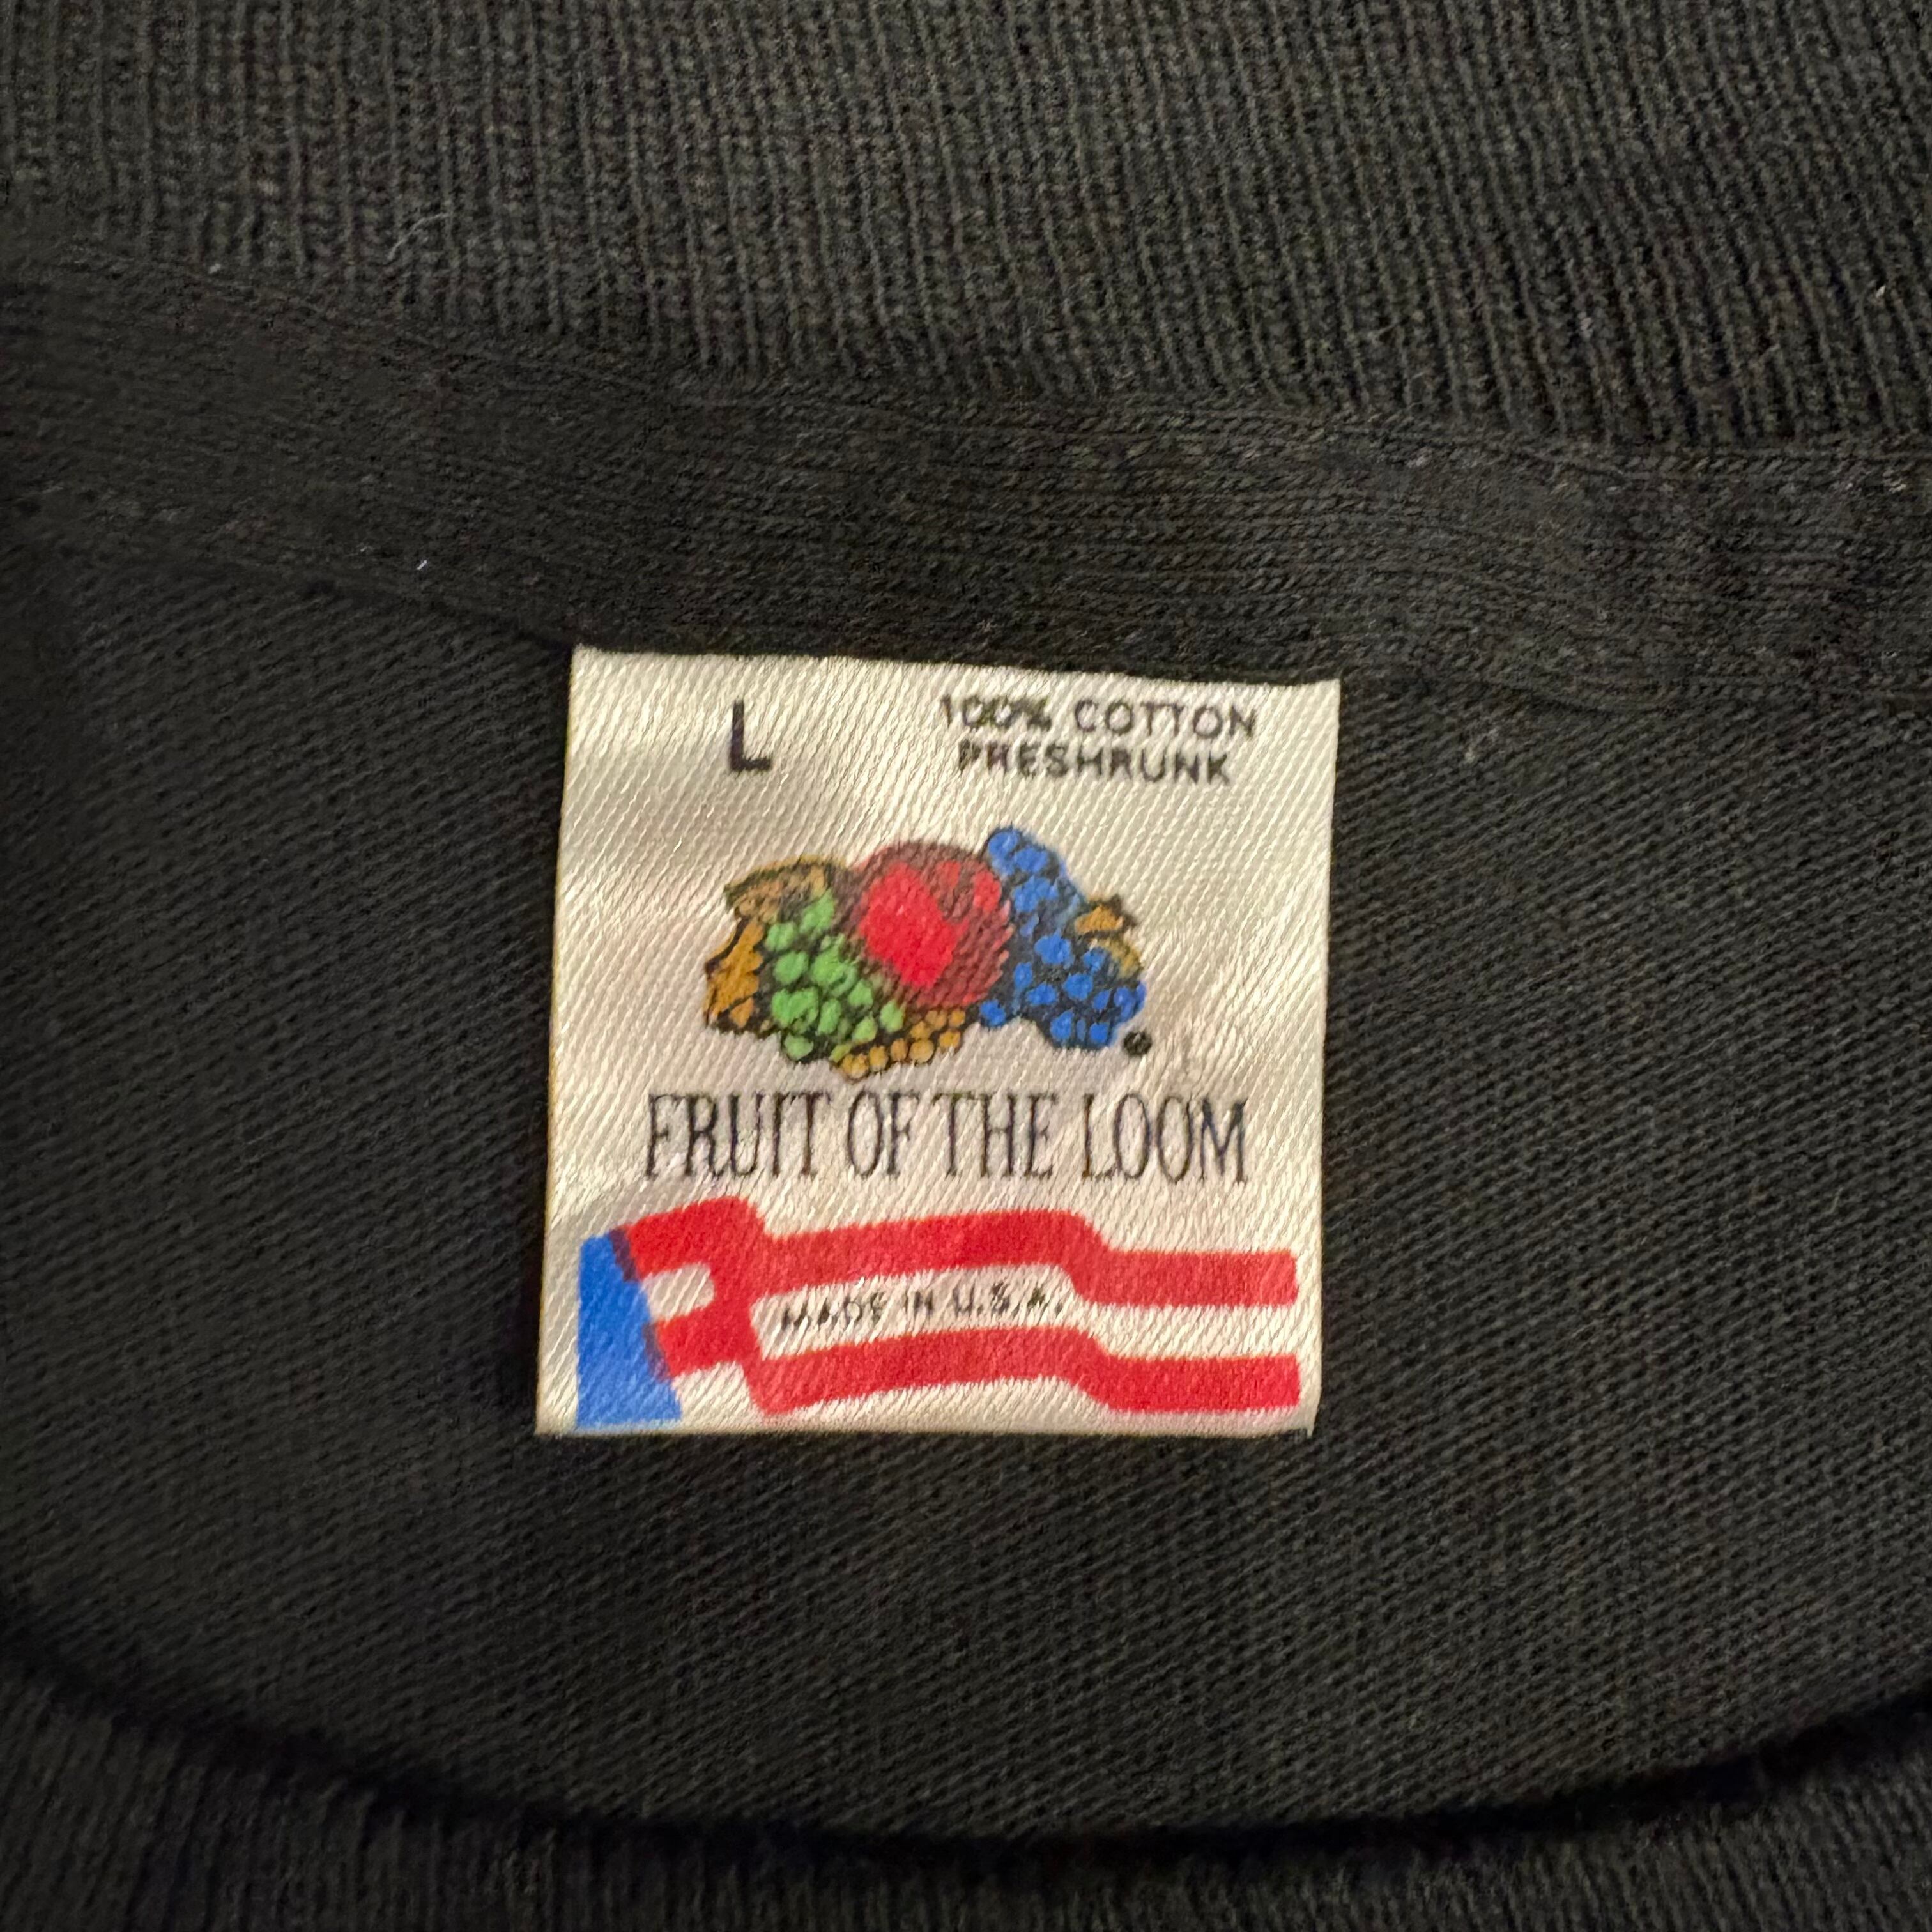 L
100% COTTON
PRESHRUNK
FRUIT OF THE LOOM
MADE IN U.S.A.